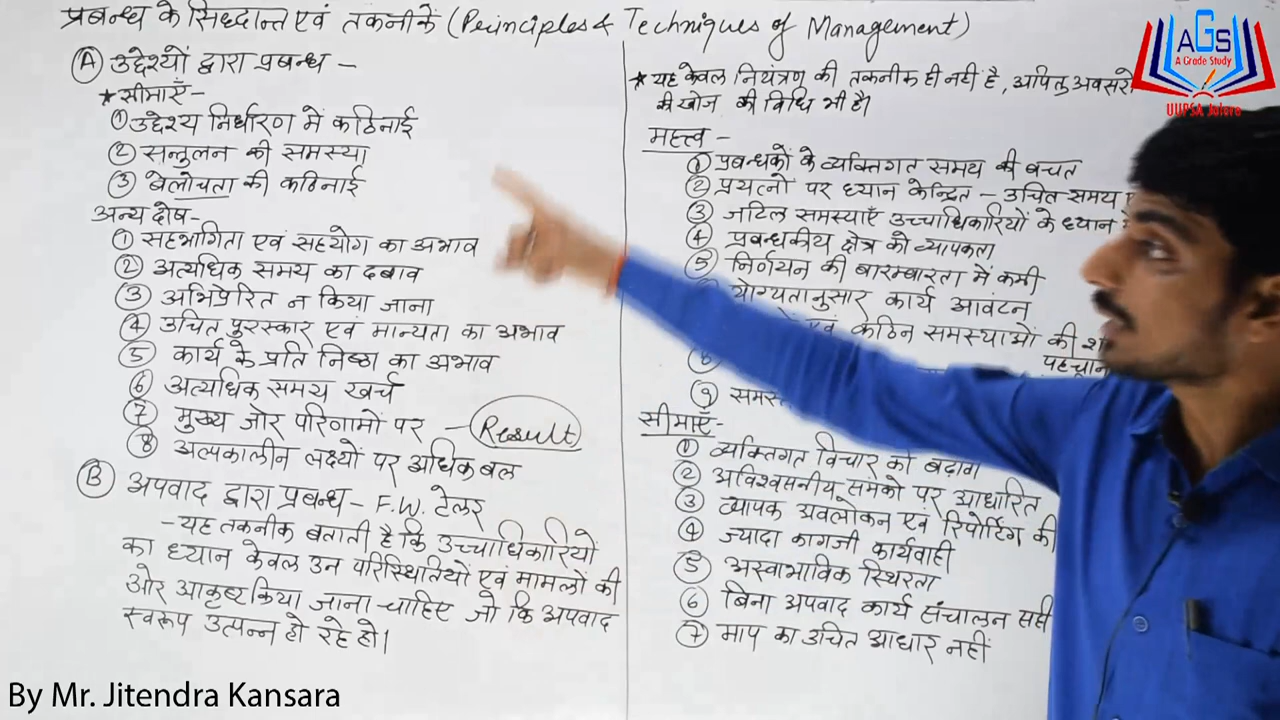 प्रबन्ध के सिद्धान्त एवं तकनीकें (Principles & Techniques of Management)
Ⓐ उद्देश्यों द्वारा प्रबन्ध –
★ सीमाएँ –
① उद्देश्य निर्धारण में कठिनाई
② सन्तुलन की समस्या
③ बेलोचता की कठिनाई
अन्य दोष –
① सहभागिता एवं सहयोग का अभाव
② अत्यधिक समय का दबाव
③ अभिप्रेरित न किया जाना
④ उचित पुरस्कार एवं मान्यता का अभाव
⑤ कार्य के प्रति निष्ठा का अभाव
⑥ अत्यधिक समय खर्च
⑦ मुख्य जोर परिणामों पर – Result
⑧ अल्पकालीन लक्ष्यों पर अधिक बल
Ⓑ अपवाद द्वारा प्रबन्ध – F.W. टेलर
– यह तकनीक बताती है कि उच्चाधिकारियों
का ध्यान केवल उन परिस्थितियों एवं मामलों की
ओर आकृष्ट किया जाना चाहिए जो कि अपवाद
स्वरूप उत्पन्न हो रहे हो।
★ यह केवल नियंत्रण की तकनीक ही नहीं है, अपितु अवसरों
की खोज की विधि भी है।
महत्त्व –
① प्रबन्धकों के व्यक्तिगत समय की बचत
② प्रयत्नों पर ध्यान केन्द्रित – उचित समय
③ जटिल समस्याएँ उच्चाधिकारियों के ध्यान
④ प्रबन्धकीय क्षेत्र की व्यापकता
⑤ निर्णयन की बारम्बारता में कमी
योग्यतानुसार कार्य आवंटन
एवं कठिन समस्याओं की
पहचान
⑧
⑨
सीमाएँ –
① व्यक्तिगत विचार को बढ़ावा
② अविश्वसनीय समंको पर आधारित
③ व्यापक अवलोकन एवं रिपोर्टिंग की
④ ज्यादा कागजी कार्यवाही
⑤ अस्वाभाविक स्थिरता
⑥ बिना अपवाद कार्य संचालन सही
⑦ माप का उचित आधार नहीं
AGS
A Grade Study
UUPSA Jalore
By Mr. Jitendra Kansara